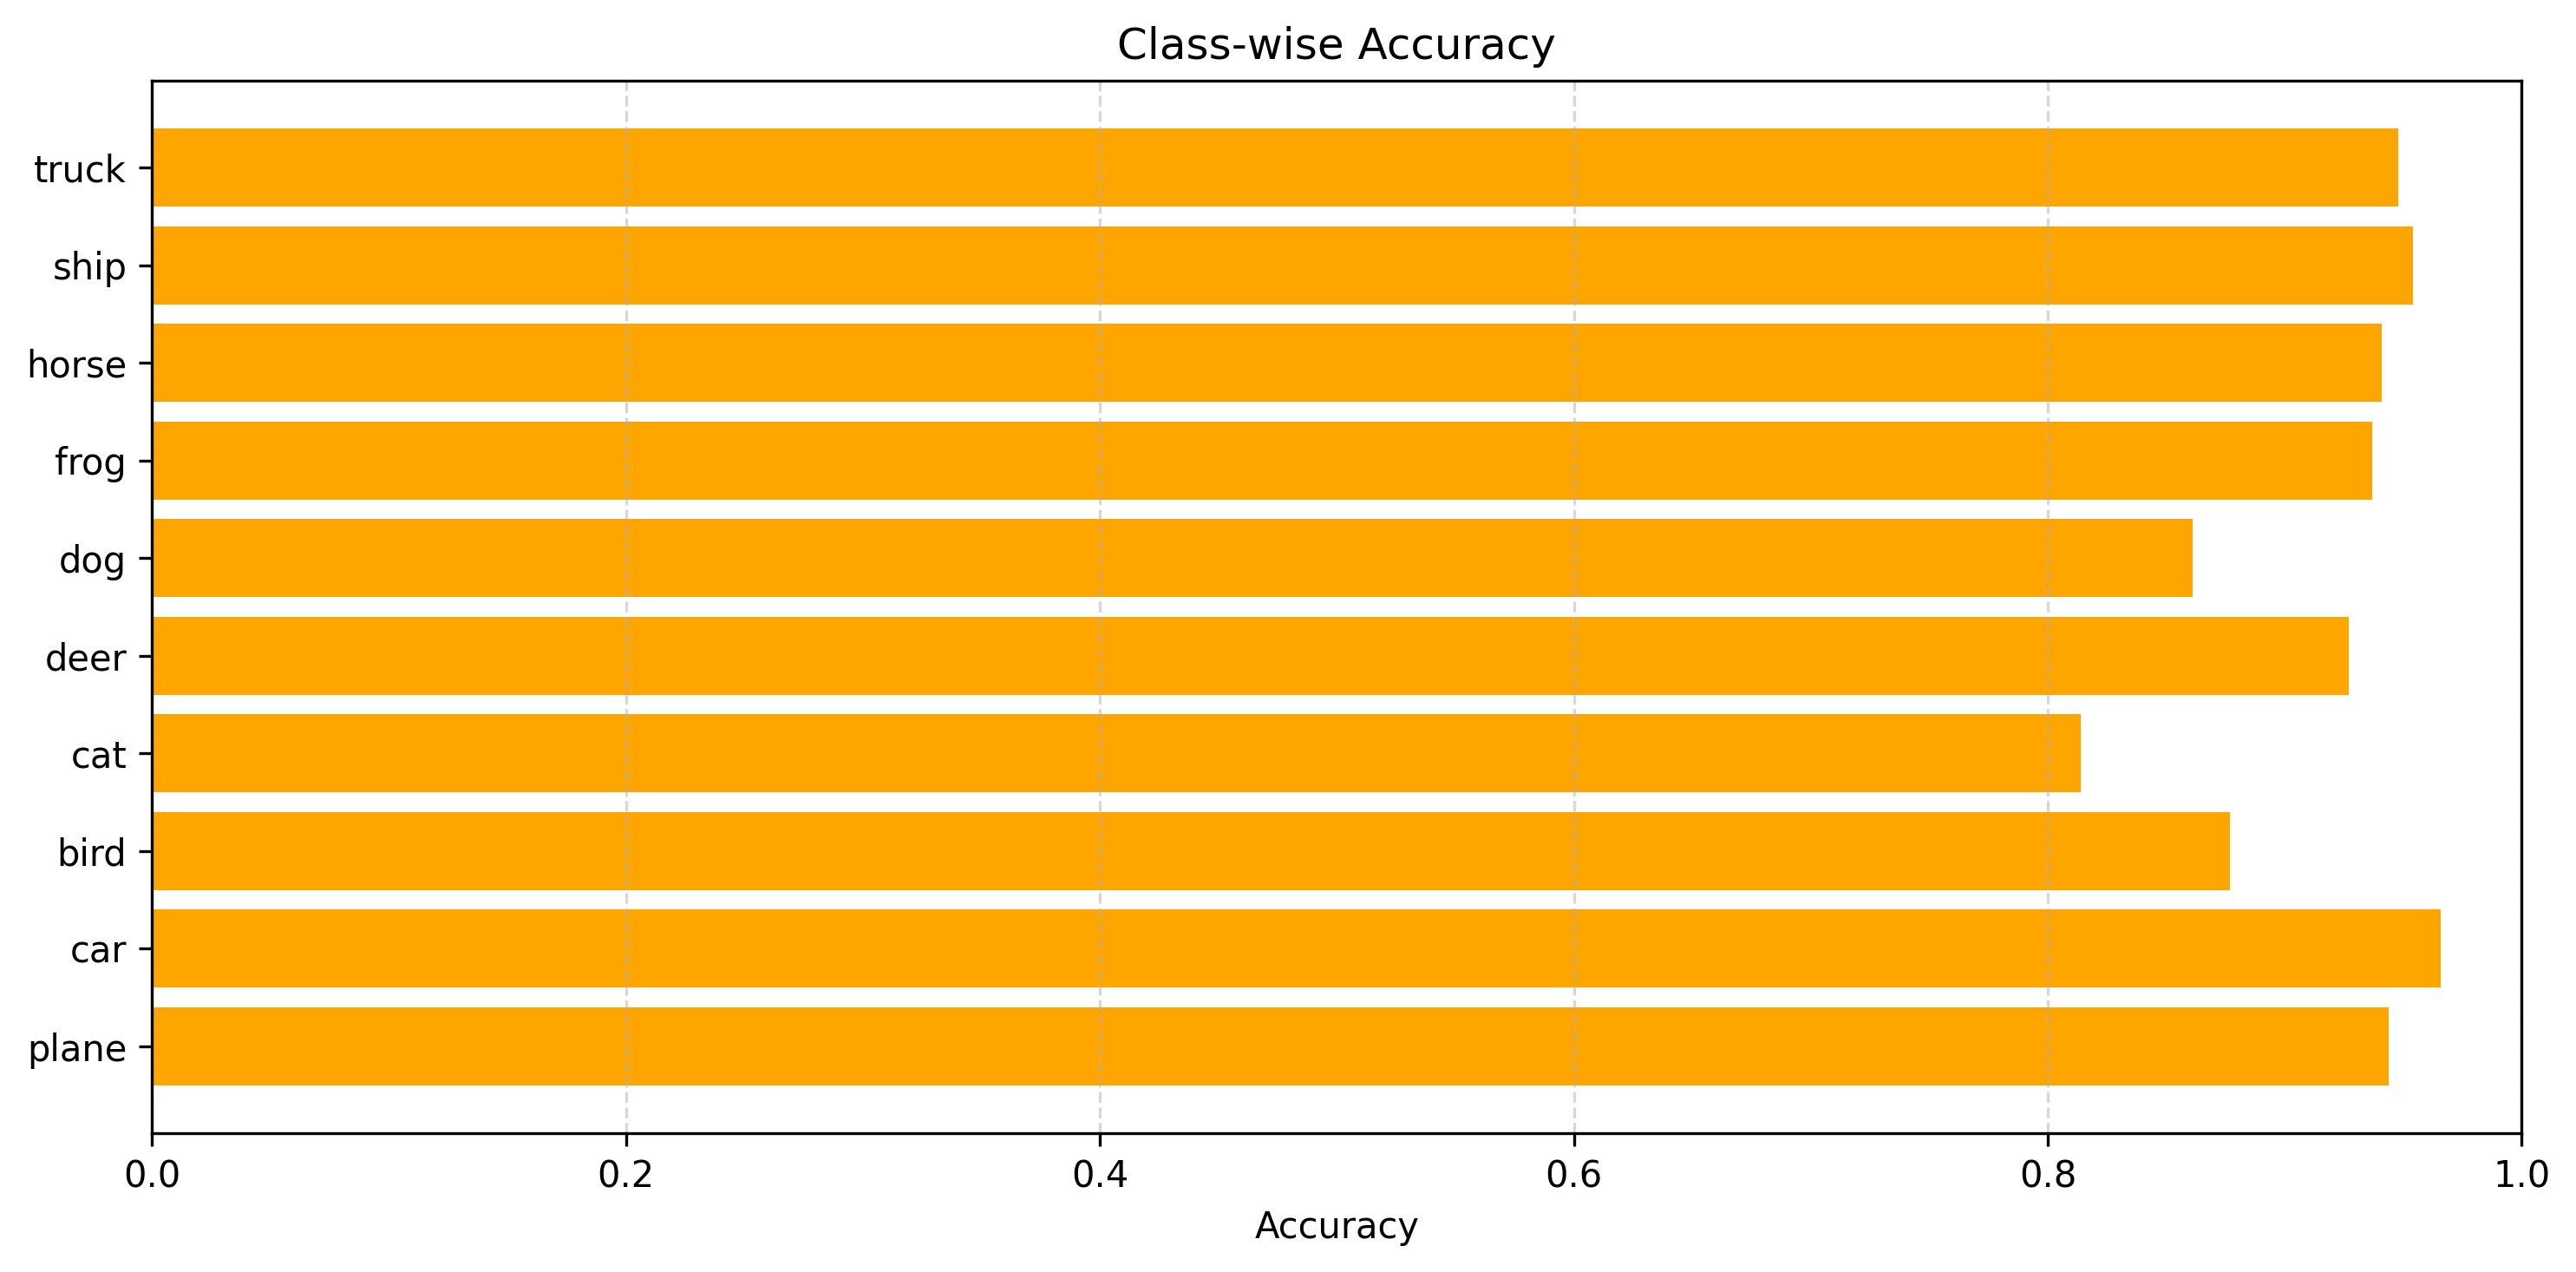 Class-wise Accuracy
truck
ship
horse
frog
dog
deer
cat
bird
car
plane
0.0 0.2 0.4 0.6 0.8 1.0
Accuracy